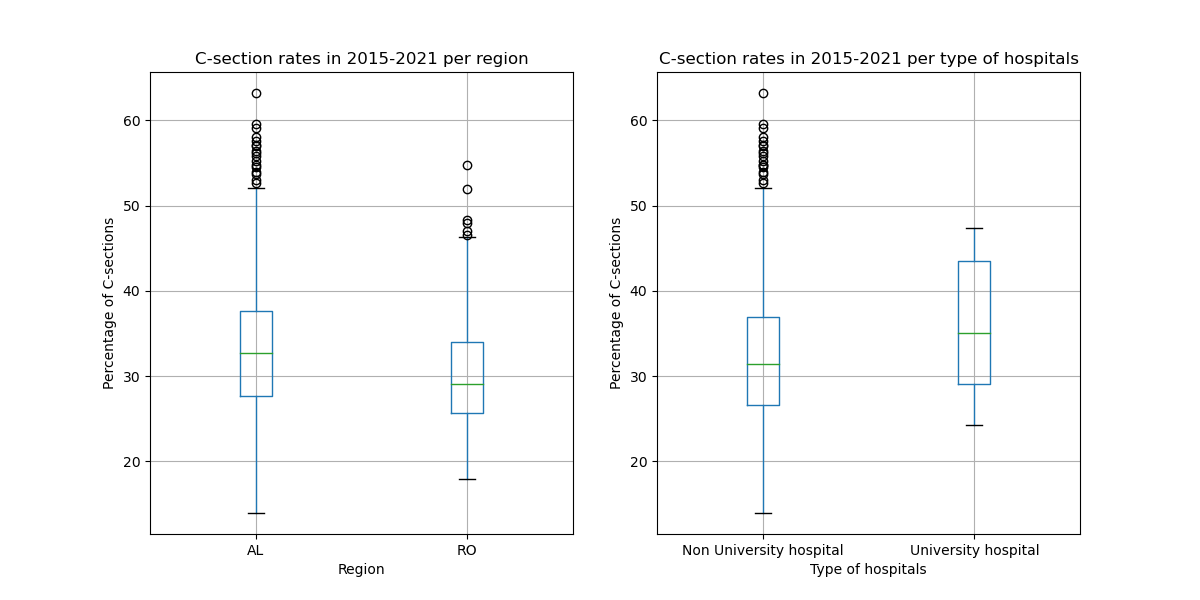 C-section rates in 2015-2021 per region
Percentage of C-sections
60
50
40
30
20
AL
RO
Region
C-section rates in 2015-2021 per type of hospitals
Percentage of C-sections
60
50
40
30
20
Non University hospital
University hospital
Type of hospitals